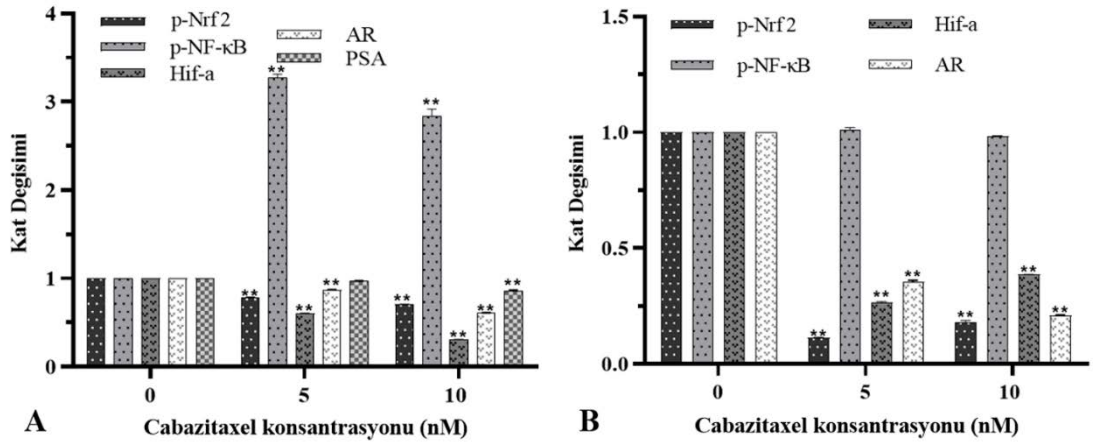 4
3
2
1
0
Kat Degisimi
p-Nrf2
p-NF-κB
Hif-a
AR
PSA
**
**
**
**
**
**
**
**
**
0
5
10
Cabazitaxel konsantrasyonu (nM)
A
1.5
1.0
0.5
0.0
Kat Degisimi
p-Nrf2
p-NF-κB
Hif-a
AR
**
**
**
**
**
**
0
5
10
Cabazitaxel konsantrasyonu (nM)
B